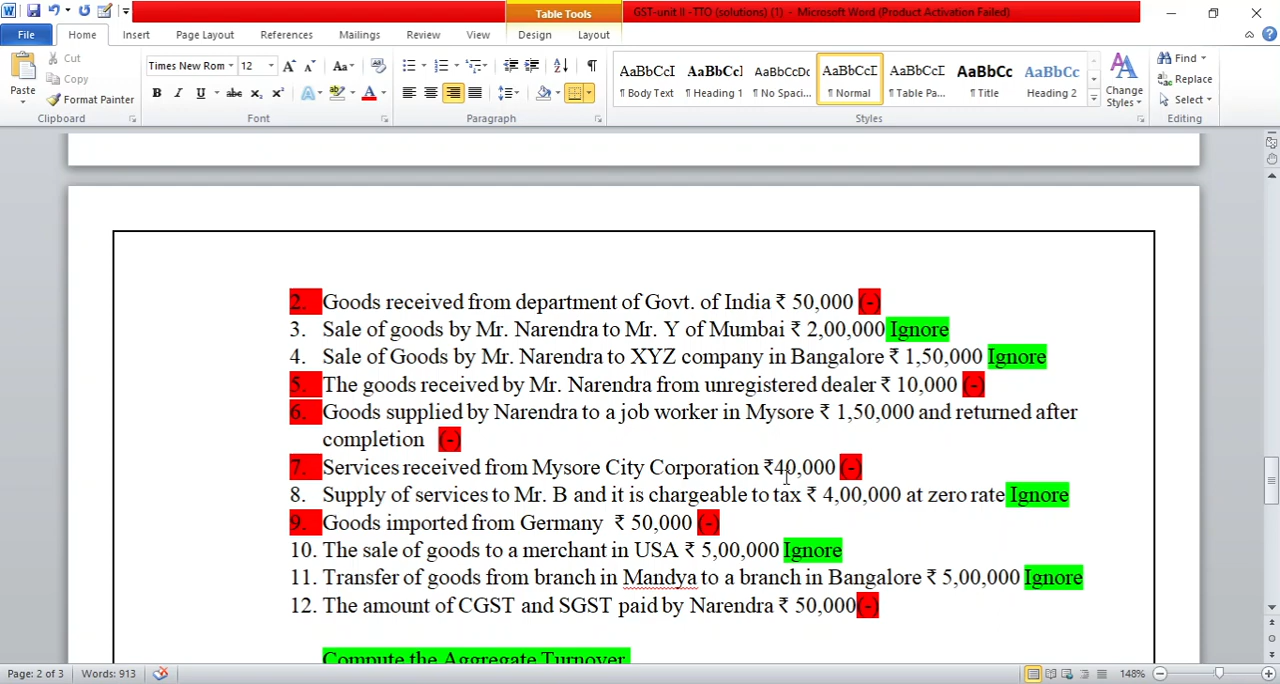 Table Tools
GST-unit II -TTO (solutions) (1) - Microsoft Word (Product Activation Failed)
File Home Insert Page Layout References Mailings Review View Design Layout
Cut
Copy
Format Painter
Paste
Clipboard
Times New Rom 12
Font
Paragraph
AaBbCcI AaBbCcl AaBbCcDc AaBbCcD AaBbCcI AaBbCc AaBbCc
¶ Body Text ¶ Heading 1 ¶ No Spaci... ¶ Normal ¶ Table Pa... ¶ Title Heading 2
Change Styles
Styles
Find
Replace
Select
Editing
2. Goods received from department of Govt. of India ₹ 50,000 (-)
3. Sale of goods by Mr. Narendra to Mr. Y of Mumbai ₹ 2,00,000 Ignore
4. Sale of Goods by Mr. Narendra to XYZ company in Bangalore ₹ 1,50,000 Ignore
5. The goods received by Mr. Narendra from unregistered dealer ₹ 10,000 (-)
6. Goods supplied by Narendra to a job worker in Mysore ₹ 1,50,000 and returned after
completion (-)
7. Services received from Mysore City Corporation ₹40,000 (-)
8. Supply of services to Mr. B and it is chargeable to tax ₹ 4,00,000 at zero rate Ignore
9. Goods imported from Germany ₹ 50,000 (-)
10. The sale of goods to a merchant in USA ₹ 5,00,000 Ignore
11. Transfer of goods from branch in Mandya to a branch in Bangalore ₹ 5,00,000 Ignore
12. The amount of CGST and SGST paid by Narendra ₹ 50,000(-)
Compute the Aggregate Turnover
Page: 2 of 3 Words: 913 148%